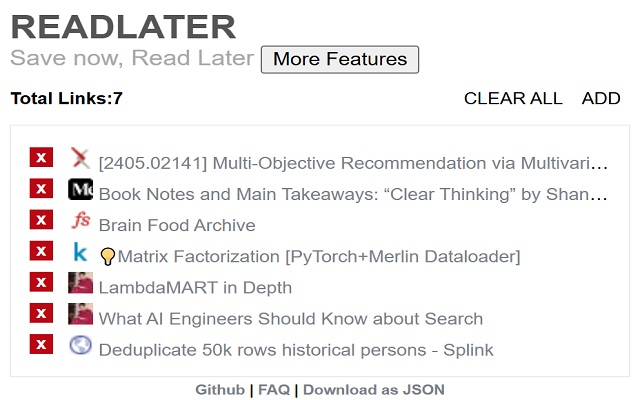 READLATER
Save now, Read Later More Features
Total Links:7 CLEAR ALL ADD
x [2405.02141] Multi-Objective Recommendation via Multivari...
x Book Notes and Main Takeaways: “Clear Thinking” by Shan...
x fs Brain Food Archive
x k Matrix Factorization [PyTorch+Merlin Dataloader]
x LambdaMART in Depth
x What AI Engineers Should Know about Search
x Deduplicate 50k rows historical persons - Splink
Github | FAQ | Download as JSON